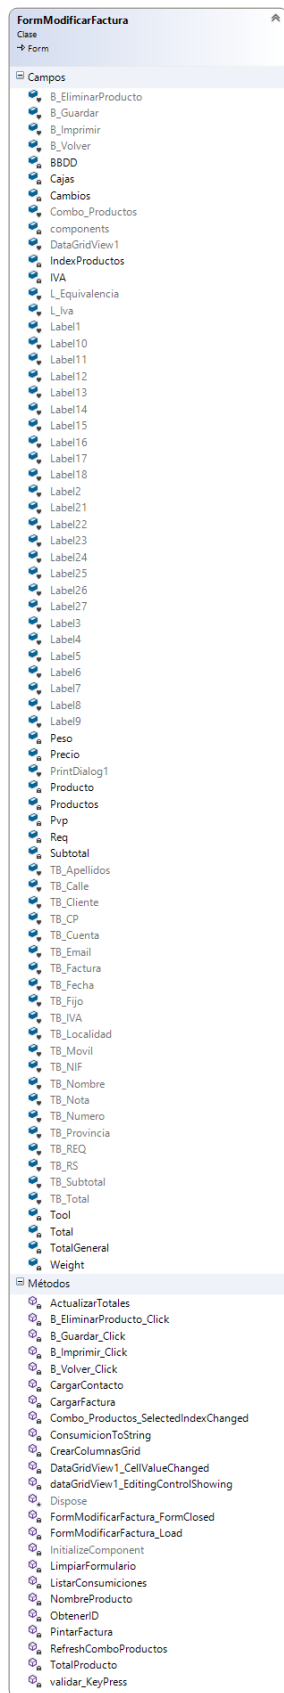 FormModificarFactura
Clase
Form
Campos
B_EliminarProducto
B_Guardar
B_Imprimir
B_Volver
BBDD
Cajas
Cambios
Combo_Productos
components
DataGridView1
IndexProductos
IVA
L_Equivalencia
L_Iva
Label1
Label10
Label11
Label12
Label13
Label14
Label15
Label16
Label17
Label18
Label2
Label21
Label22
Label23
Label24
Label25
Label26
Label27
Label3
Label4
Label5
Label6
Label7
Label8
Label9
Peso
Precio
PrintDialog1
Producto
Productos
Pvp
Req
Subtotal
TB_Apellidos
TB_Calle
TB_Cliente
TB_CP
TB_Cuenta
TB_Email
TB_Factura
TB_Fecha
TB_Fijo
TB_IVA
TB_Localidad
TB_Movil
TB_NIF
TB_Nombre
TB_Nota
TB_Numero
TB_Provincia
TB_REQ
TB_RS
TB_Subtotal
TB_Total
Tool
Total
TotalGeneral
Weight
Métodos
ActualizarTotales
B_EliminarProducto_Click
B_Guardar_Click
B_Imprimir_Click
B_Volver_Click
CargarContacto
CargarFactura
Combo_Productos_SelectedIndexChanged
ConsumicionToString
CrearColumnasGrid
DataGridView1_CellValueChanged
dataGridView1_EditingControlShowing
Dispose
FormModificarFactura_FormClosed
FormModificarFactura_Load
InitializeComponent
LimpiarFormulario
ListarConsumiciones
NombreProducto
ObtenerID
PintarFactura
RefreshComboProductos
TotalProducto
validar_KeyPress